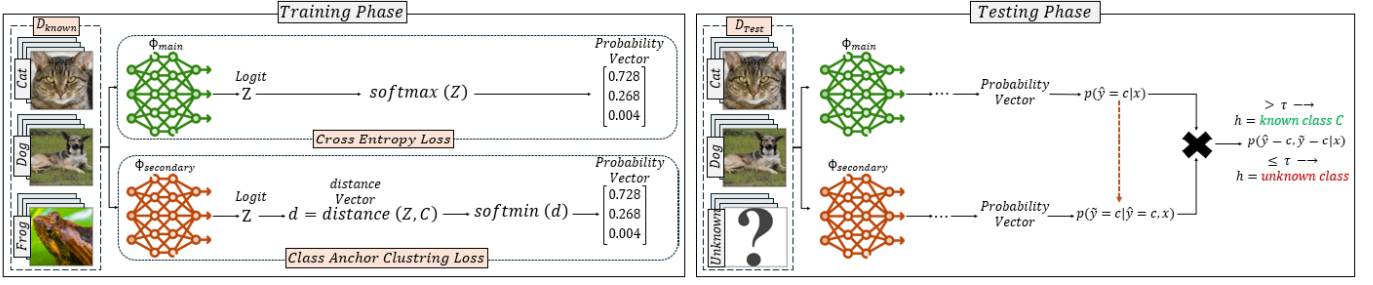 Training Phase
D_known
Cat
Dog
Frog
Φ_main
Logit
Z
softmax (Z)
Probability
Vector
0.728
0.268
0.004
Cross Entropy Loss
Φ_secondary
Logit
Z
distance
Vector
d = distance (Z, C)
softmin (d)
Probability
Vector
0.728
0.268
0.004
Class Anchor Clustring Loss
Testing Phase
D_Test
Cat
Dog
Unknown
?
Φ_main
...
Probability
Vector
p(ŷ = c|x)
Φ_secondary
...
Probability
Vector
p(ỹ = c|ŷ = c, x)
> τ →
h = known class C
p(ŷ − c, ỹ − c|x)
≤ τ →
h = unknown class